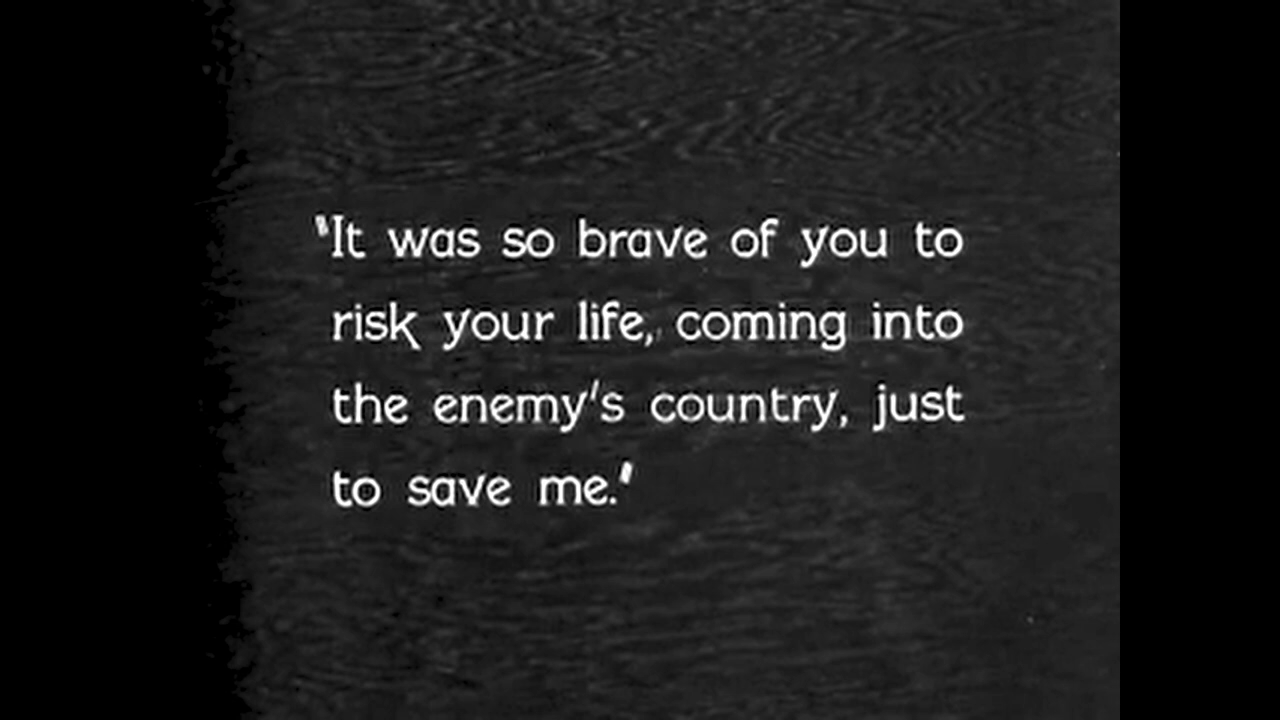 "It was so brave of you to
risk your life, coming into
the enemy's country, just
to save me."